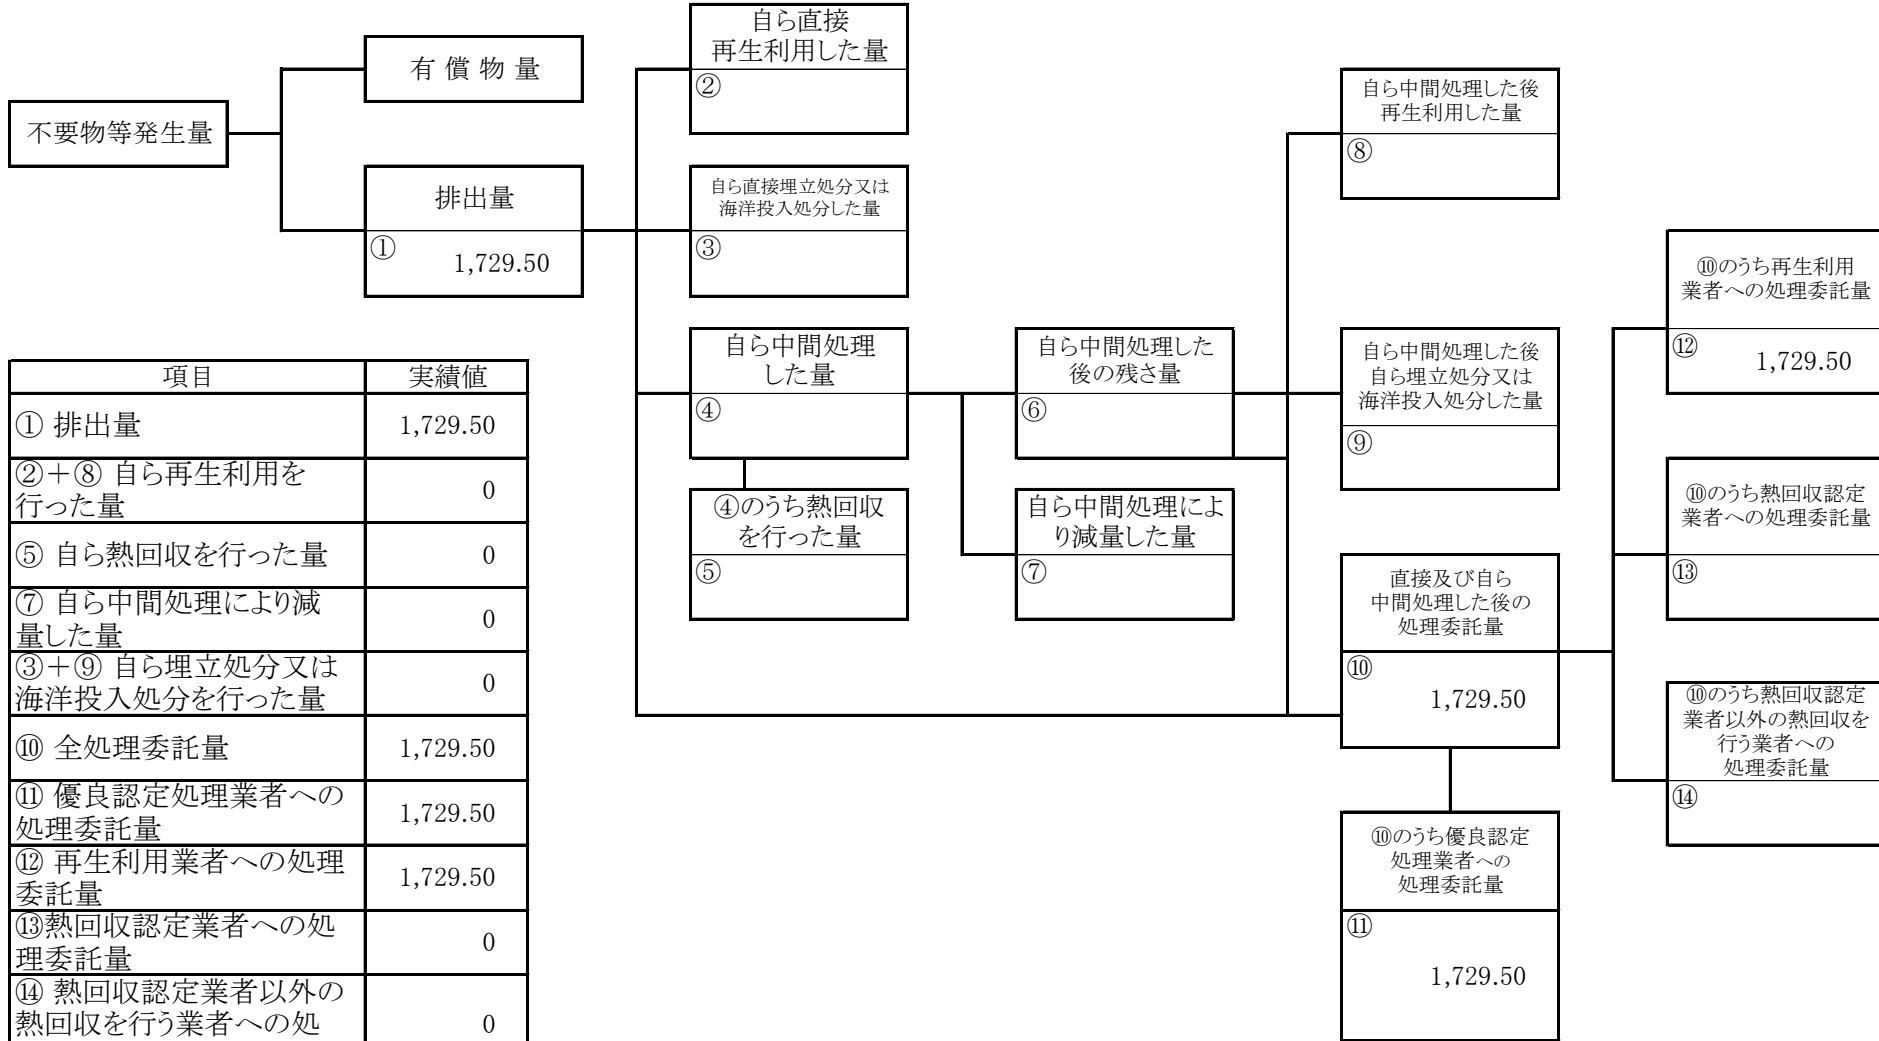 不要物等発生量
有 償 物 量
排出量
①
1,729.50
自ら直接
再生利用した量
②
自ら直接埋立処分又は
海洋投入処分した量
③
自ら中間処理
した量
④
④のうち熱回収
を行った量
⑤
自ら中間処理した
後の残さ量
⑥
自ら中間処理によ
り減量した量
⑦
自ら中間処理した後
再生利用した量
⑧
自ら中間処理した後
自ら埋立処分又は
海洋投入処分した量
⑨
直接及び自ら
中間処理した後の
処理委託量
⑩
1,729.50
⑩のうち優良認定
処理業者への
処理委託量
⑪
1,729.50
⑩のうち再生利用
業者への処理委託量
⑫
1,729.50
⑩のうち熱回収認定
業者への処理委託量
⑬
⑩のうち熱回収認定
業者以外の熱回収を
行う業者への
処理委託量
⑭
項目 実績値
① 排出量 1,729.50
②＋⑧ 自ら再生利用を
行った量 0
⑤ 自ら熱回収を行った量 0
⑦ 自ら中間処理により減
量した量 0
③＋⑨ 自ら埋立処分又は
海洋投入処分を行った量 0
⑩ 全処理委託量 1,729.50
⑪ 優良認定処理業者への
処理委託量 1,729.50
⑫ 再生利用業者への処理
委託量 1,729.50
⑬熱回収認定業者への処
理委託量 0
⑭ 熱回収認定業者以外の
熱回収を行う業者への処 0